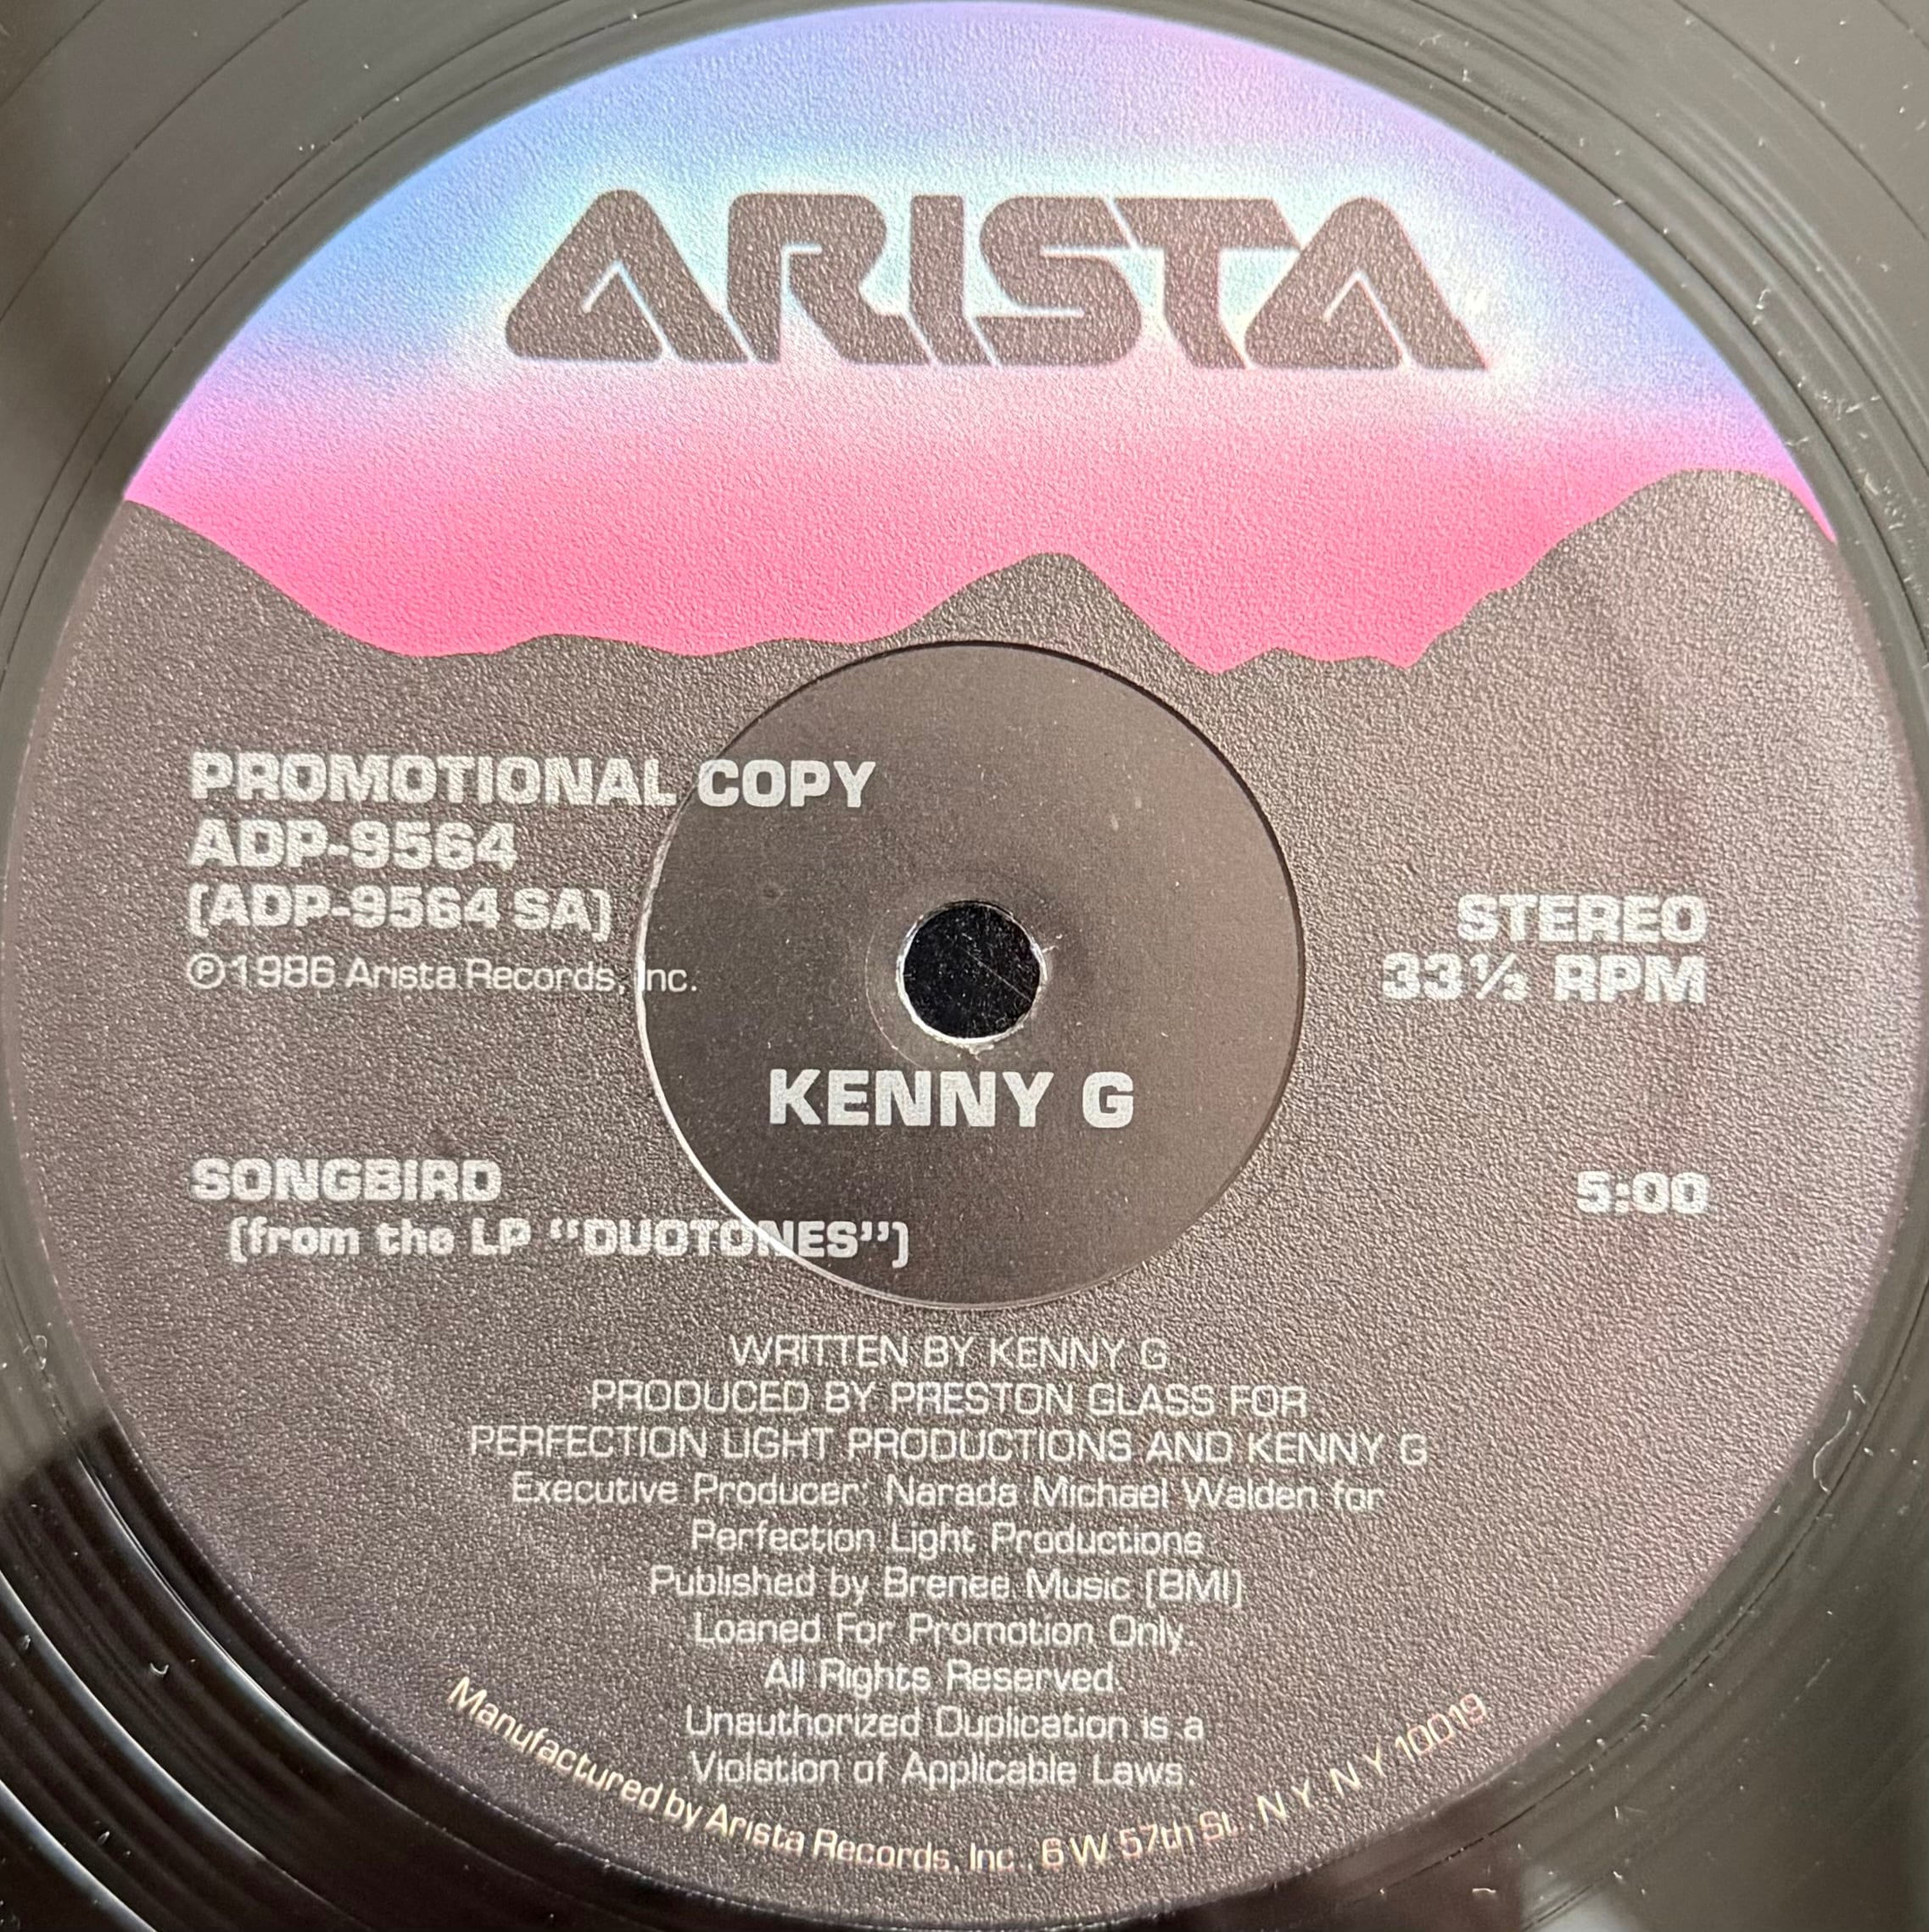 ARISTA
PROMOTIONAL COPY
ADP-9564
(ADP-9564 SA)
℗1986 Arista Records, Inc.
STEREO
33⅓ RPM
KENNY G
SONGBIRD
5:00
(from the LP “DUOTONES”)
WRITTEN BY KENNY G
PRODUCED BY PRESTON GLASS FOR
PERFECTION LIGHT PRODUCTIONS AND KENNY G
Executive Producer: Narada Michael Walden for
Perfection Light Productions
Published by Brenee Music (BMI)
Loaned For Promotion Only.
All Rights Reserved.
Unauthorized Duplication is a
Violation of Applicable Laws.
Manufactured by Arista Records, Inc., 6 W. 57th St., N.Y. N.Y. 10019